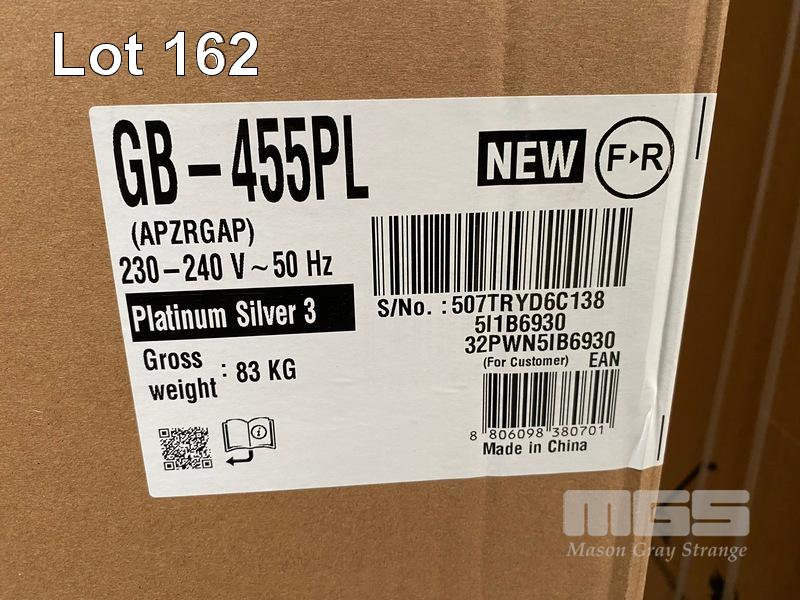 Lot 162
GB-455PL
NEW
F▸R
(APZRGAP)
230-240 V ~ 50 Hz
Platinum Silver 3
S/No. : 507TRYD6C138
5I1B6930
32PWN5IB6930
Gross
weight : 83 KG
(For Customer) EAN
8 806098 380701
Made in China
MGS
Mason Gray Strange